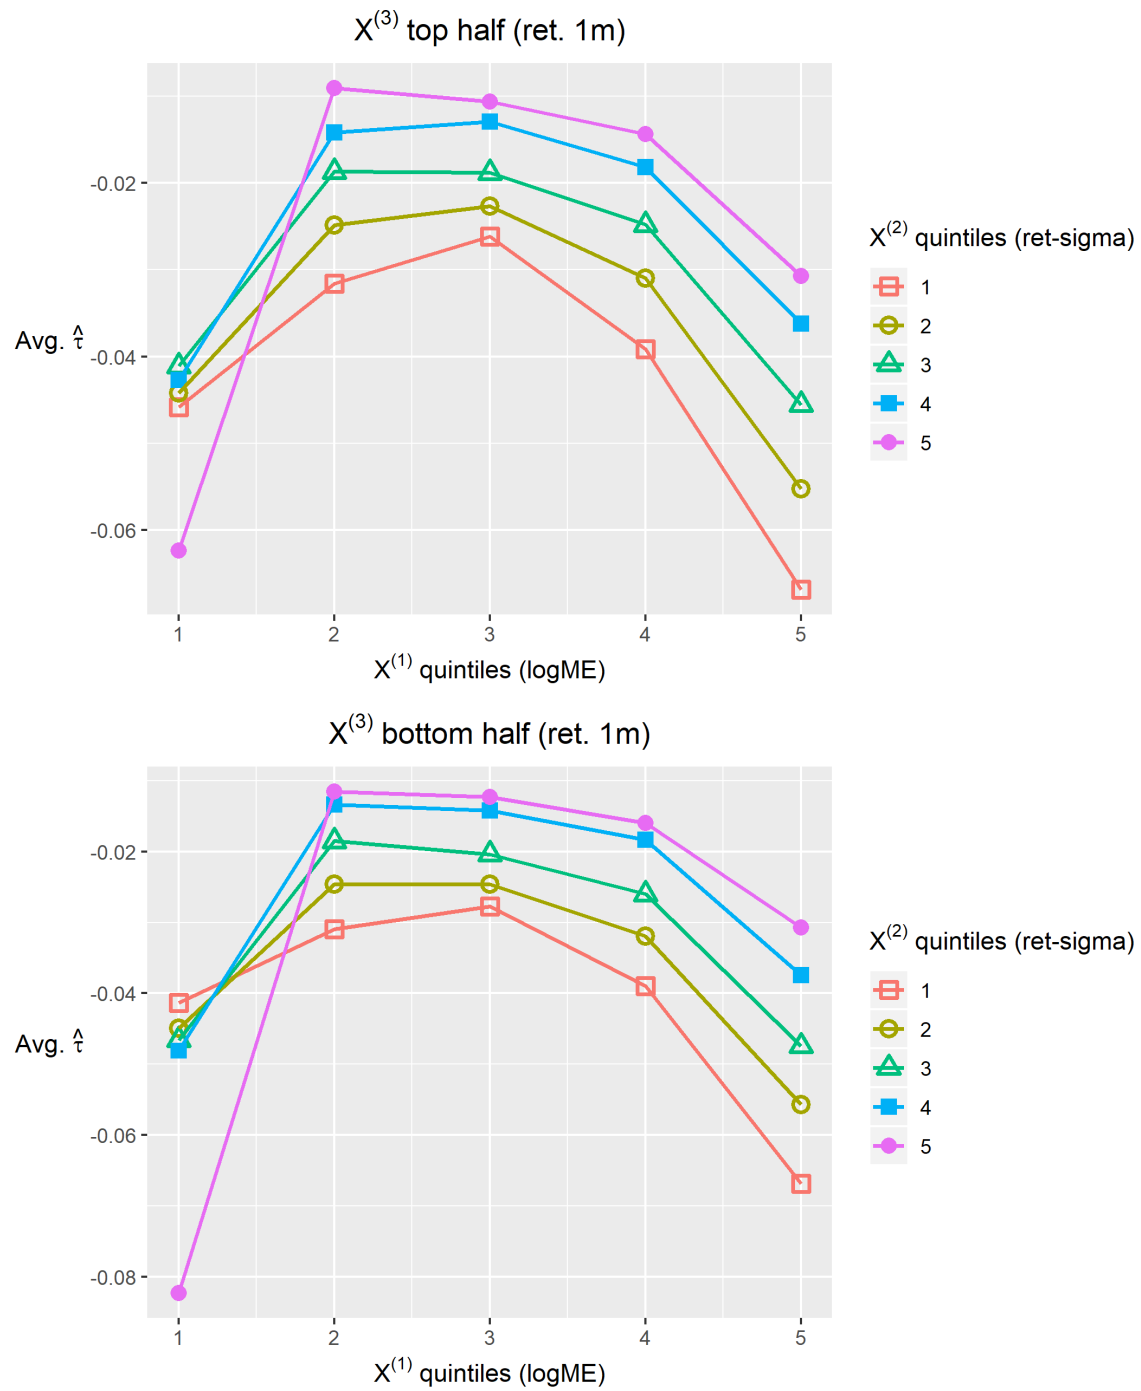 X(3) top half (ret. 1m)
-0.02
-0.04
-0.06
Avg. τ̂
1 2 3 4 5
X(1) quintiles (logME)
X(2) quintiles (ret-sigma)
1
2
3
4
5
X(3) bottom half (ret. 1m)
-0.02
-0.04
-0.06
-0.08
Avg. τ̂
1 2 3 4 5
X(1) quintiles (logME)
X(2) quintiles (ret-sigma)
1
2
3
4
5